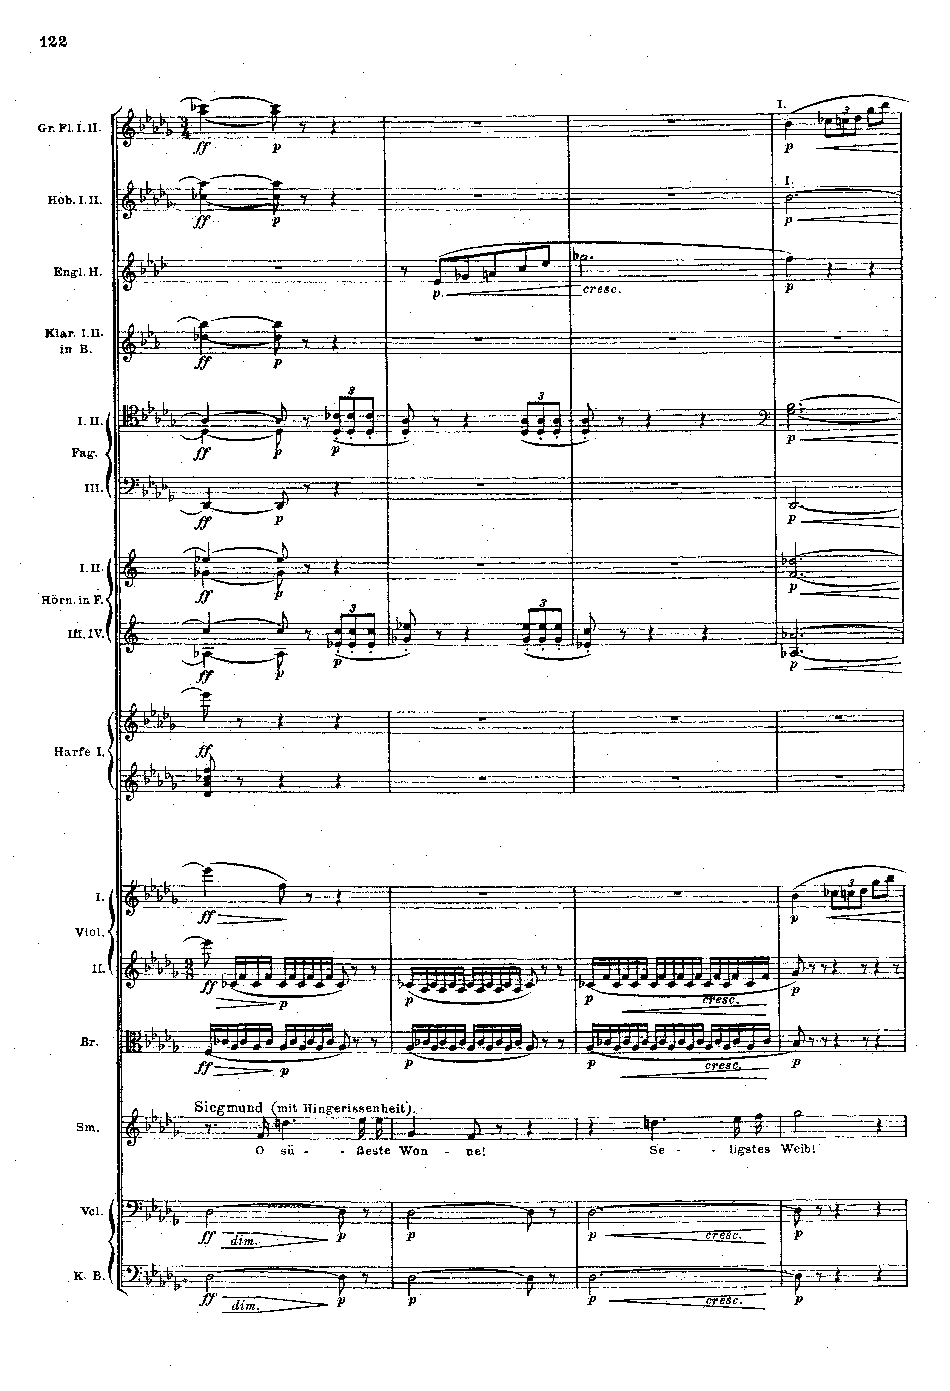 122
I.
Gr. Fl. I. II.
3
4
3
ff
p
p
I.
Hob. I. II.
ff
p
p
Engl. H.
p
cresc.
p
Klar. I. II.
in B.
ff
p
3
3
I. II.
ff
p
p
p
Fag.
III.
ff
p
p
I. II.
ff
p
p
Hörn. in F.
3
3
III. IV.
p
ff
p
p
Harfe I.
ff
I.
3
ff
p
Viol.
II.
ff
p
p
p
cresc.
p
Br.
ff
p
p
p
cresc.
p
Siegmund (mit Hingerissenheit).
Sm.
O sü - - ßeste Won - ne! Se - - ligstes Weib!
Vcl.
ff dim. p
p
p
cresc.
p
K. B.
ff dim. p
p
p
cresc.
p